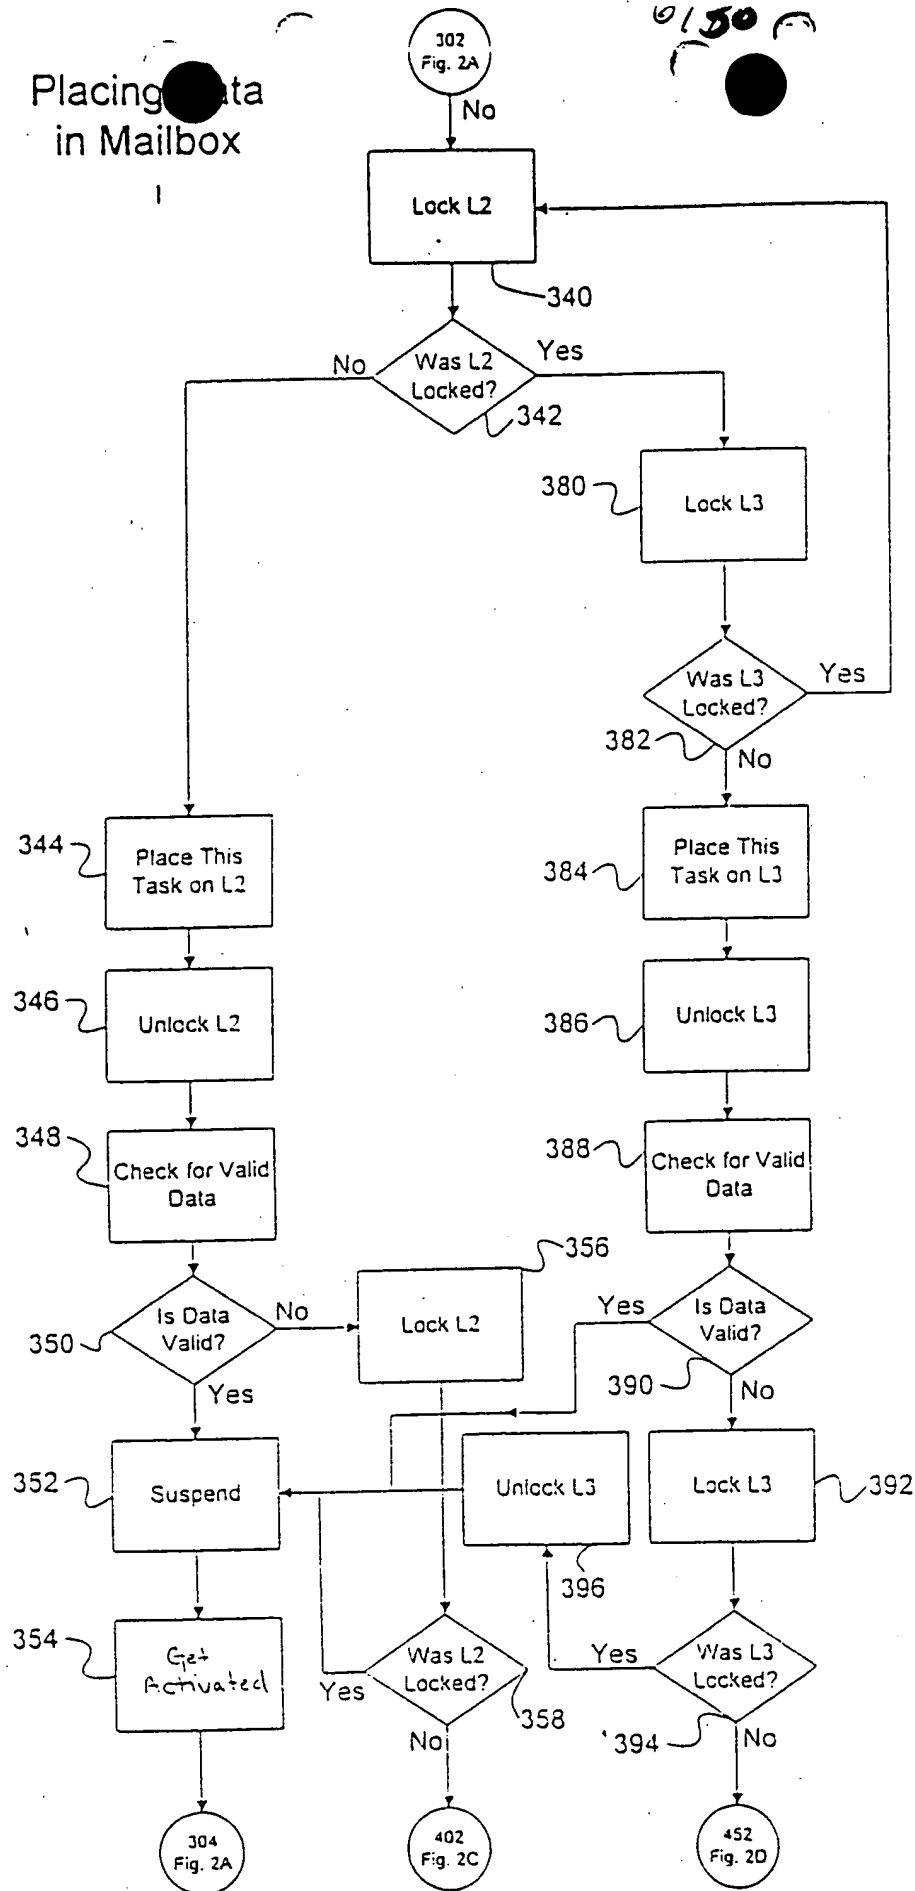 302
Fig. 2A
Placing ata
in Mailbox
No
Lock L2
340
Was L2
Locked?
No
Yes
342
380
Lock L3
Was L3
Locked?
Yes
382
No
344
Place This
Task on L2
384
Place This
Task on L3
346
Unlock L2
386
Unlock L3
348
Check for Valid
Data
388
Check for Valid
Data
356
Lock L2
350
Is Data
Valid?
No
Yes
Yes
Is Data
Valid?
390
No
352
Suspend
Unlock L3
396
Lock L3
392
354
Get
Activated
Was L2
Locked?
Yes
358
No
Yes
Was L3
Locked?
394
No
304
Fig. 2A
402
Fig. 2C
452
Fig. 2D